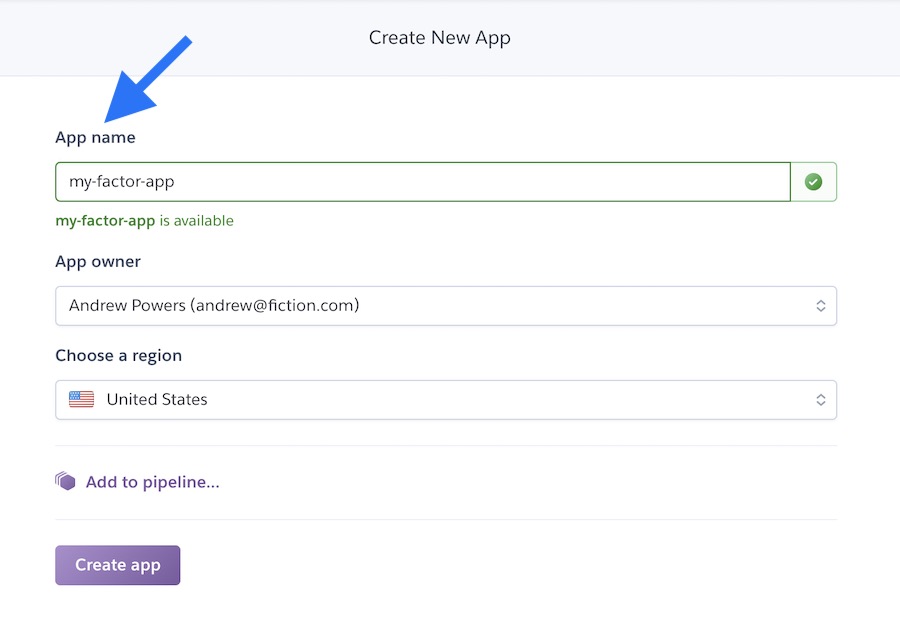 Create New App
App name
my-factor-app
my-factor-app is available
App owner
Andrew Powers (andrew@fiction.com)
Choose a region
United States
Add to pipeline...
Create app